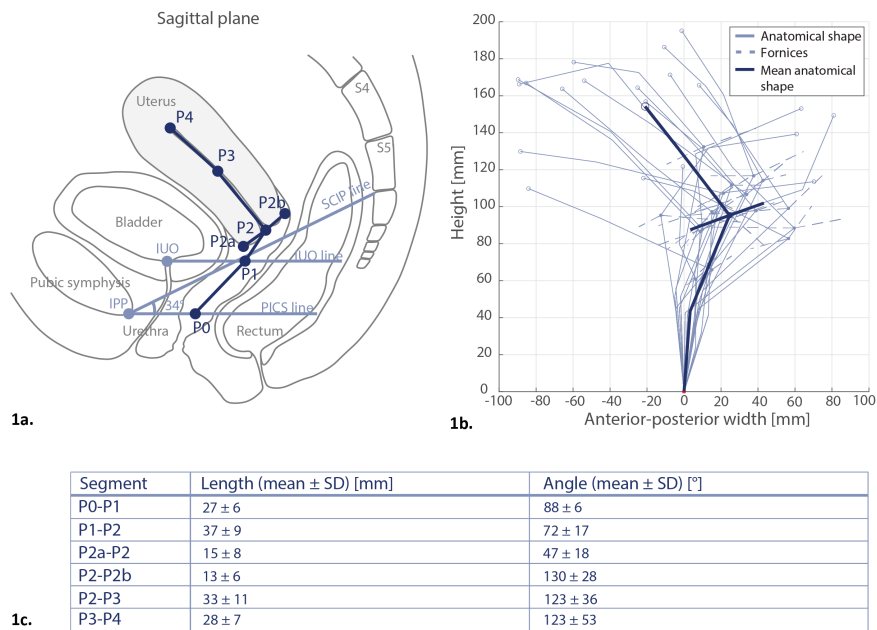 Sagittal plane
Uterus
P4
P3
P2b
P2
P2a
P1
P0
S4
S5
SCIP line
Bladder
IUO
IUO line
Pubic symphysis
IPP
34°
PICS line
Urethra
Rectum
1a.
200
180
160
140
120
100
80
60
40
20
0
Height [mm]
-100 -80 -60 -40 -20 0 20 40 60 80 100
Anterior-posterior width [mm]
Anatomical shape
Fornices
Mean anatomical
shape
1b.
Segment Length (mean ± SD) [mm] Angle (mean ± SD) [°]
P0-P1 27 ± 6 88 ± 6
P1-P2 37 ± 9 72 ± 17
P2a-P2 15 ± 8 47 ± 18
P2-P2b 13 ± 6 130 ± 28
P2-P3 33 ± 11 123 ± 36
P3-P4 28 ± 7 123 ± 53
1c.